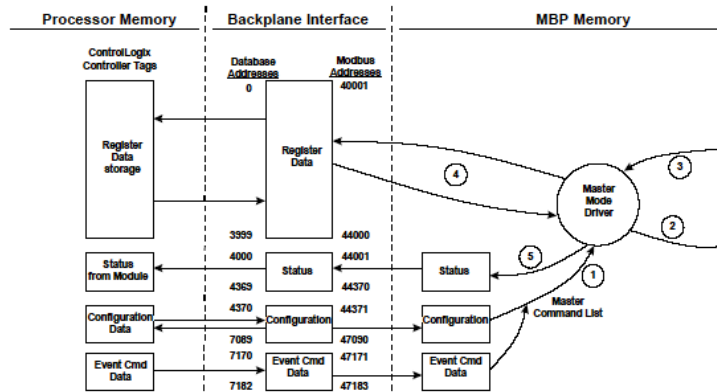 Processor Memory
Backplane Interface
MBP Memory
ControlLogix
Controller Tags
Database
Addresses
0
Modbus
Addresses
40001
Register
Data
storage
Register
Data
3
4
Master
Mode
Driver
2
3999
44000
4000
44001
5
Status
from Module
Status
Status
1
4369
44370
Master
Command List
4370
44371
Configuration
Data
Configuration
Configuration
7089
47090
7170
47171
Event Cmd
Data
Event Cmd
Data
Event Cmd
Data
7182
47183